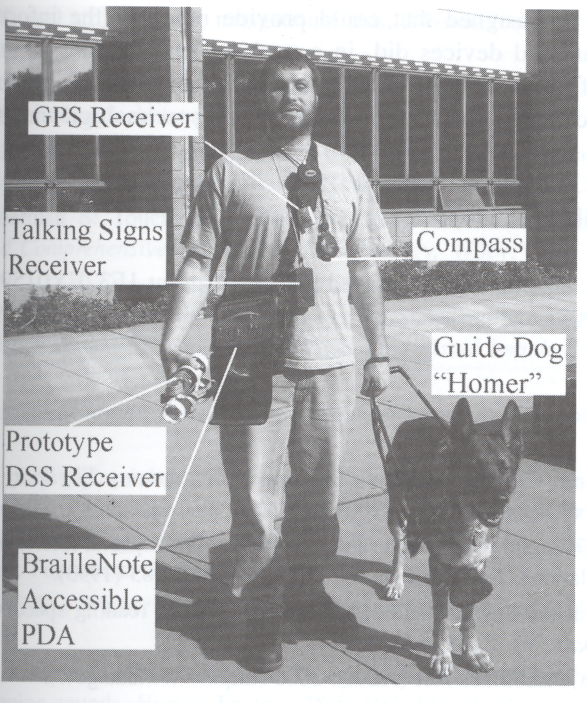 GPS Receiver
Talking Signs
Receiver
Compass
Guide Dog
“Homer”
Prototype
DSS Receiver
BrailleNote
Accessible
PDA